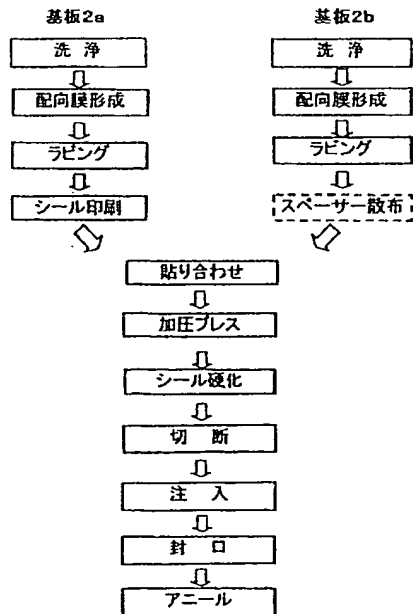 基板2a
洗 浄
配向膜形成
ラビング
シール印刷
基板2b
洗 浄
配向膜形成
ラビング
スペーサー散布
貼り合わせ
加圧プレス
シール硬化
切 断
注 入
封 口
アニール